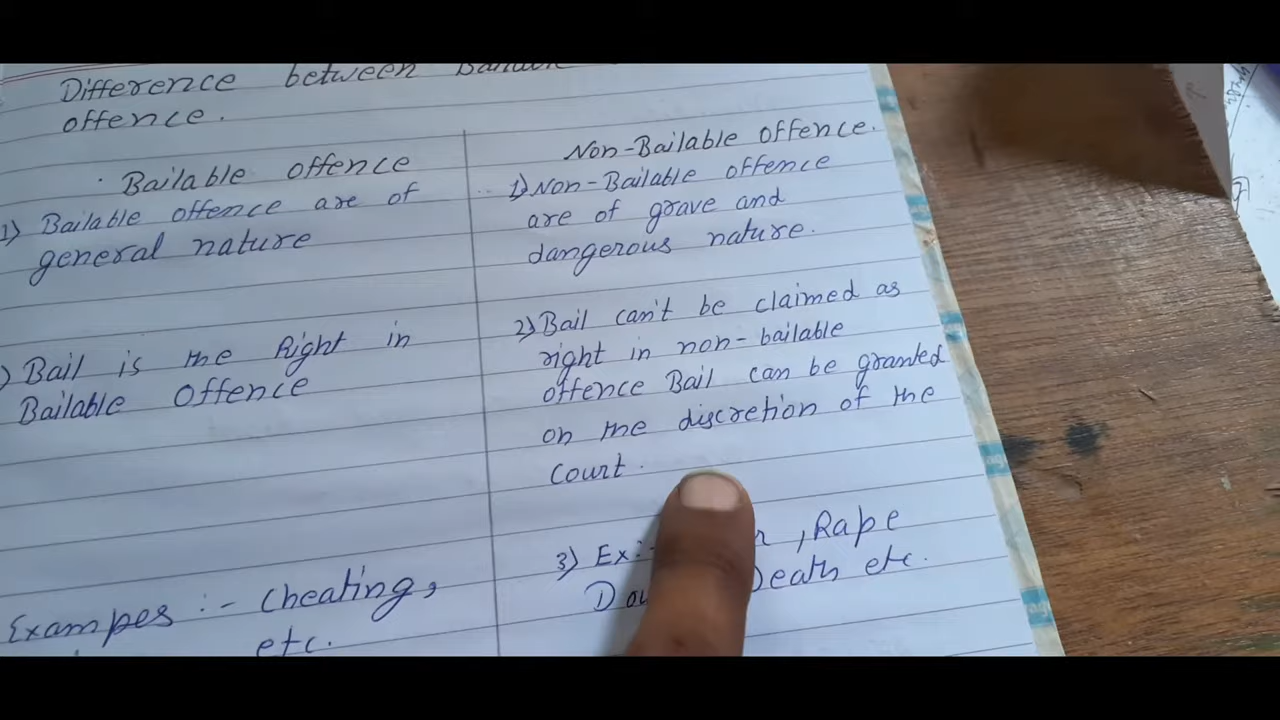 Difference between
offence.
Bailable offence
1) Bailable offence are of
general nature
) Bail is the Right in
Bailable Offence
Exampes :- Cheating,
etc.
Non-Bailable offence.
1) Non-Bailable offence
are of grave and
dangerous nature.
2) Bail can't be claimed as
right in non-bailable
offence Bail can be granted
on the discretion of the
Court.
3) Ex:- , Rape
Death etc.